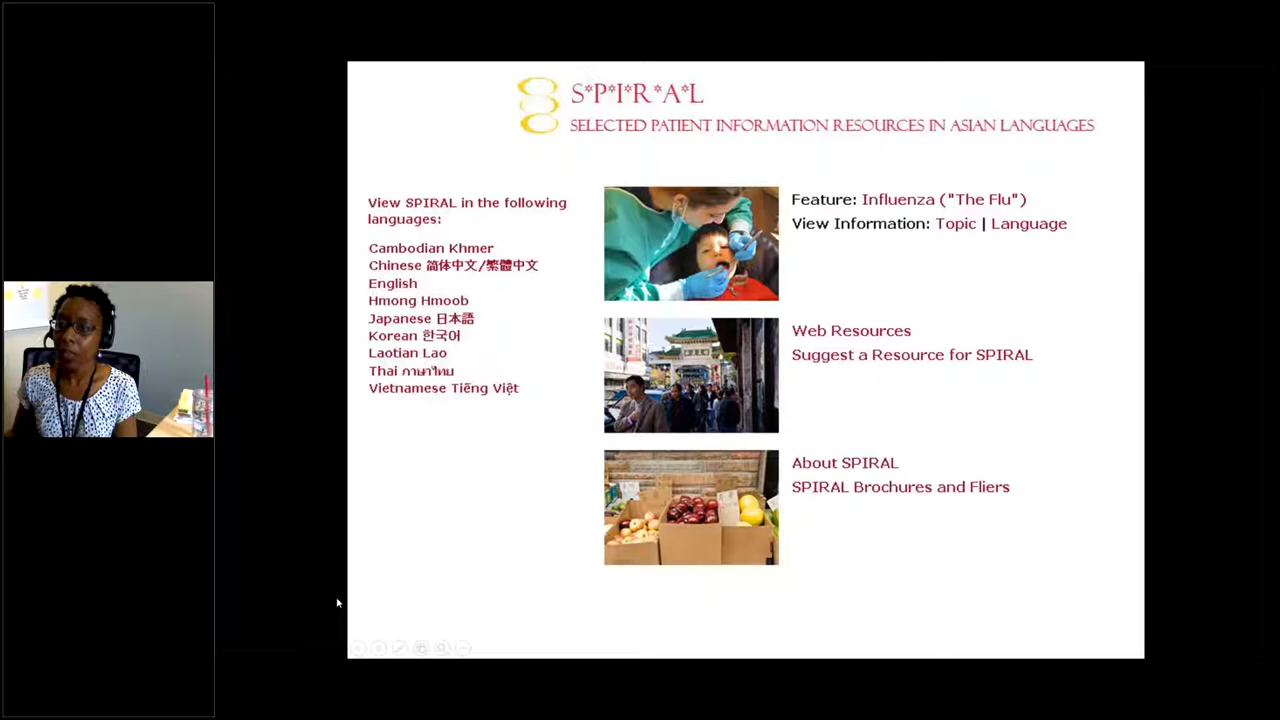 S*P*I*R*A*L
SELECTED PATIENT INFORMATION RESOURCES IN ASIAN LANGUAGES
View SPIRAL in the following
languages:
Cambodian Khmer
Chinese 简体中文/繁體中文
English
Hmong Hmoob
Japanese 日本語
Korean 한국어
Laotian Lao
Thai ภาษาไทย
Vietnamese Tiếng Việt
Feature: Influenza ("The Flu")
View Information: Topic | Language
Web Resources
Suggest a Resource for SPIRAL
About SPIRAL
SPIRAL Brochures and Fliers